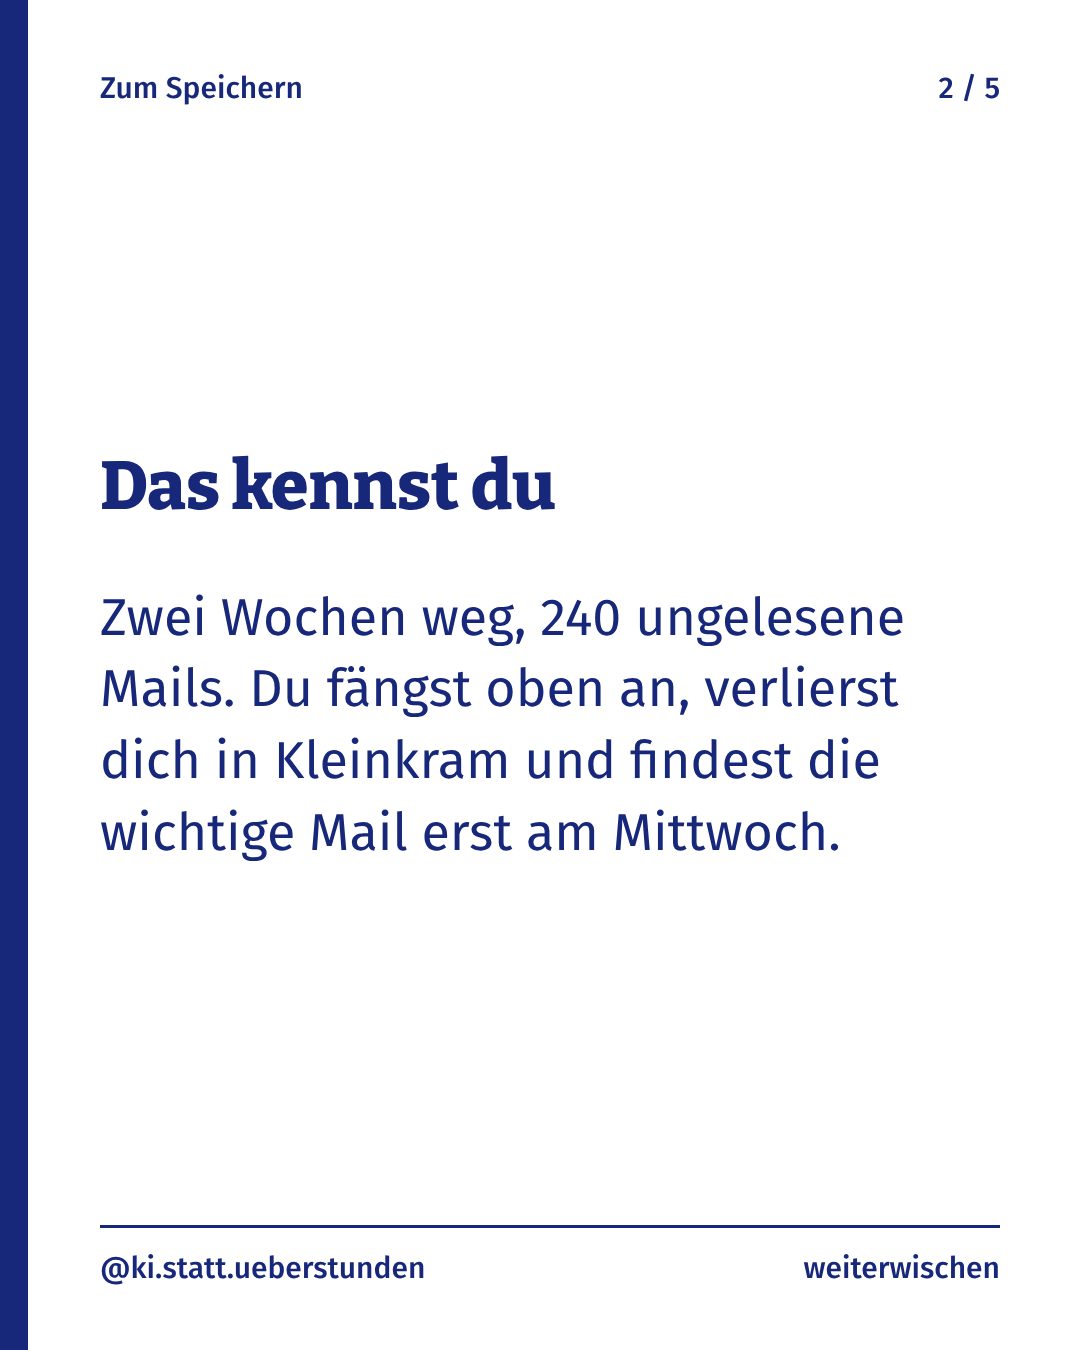 Zum Speichern
2 / 5
Das kennst du
Zwei Wochen weg, 240 ungelesene
Mails. Du fängst oben an, verlierst
dich in Kleinkram und findest die
wichtige Mail erst am Mittwoch.
@ki.statt.ueberstunden
weiterwischen